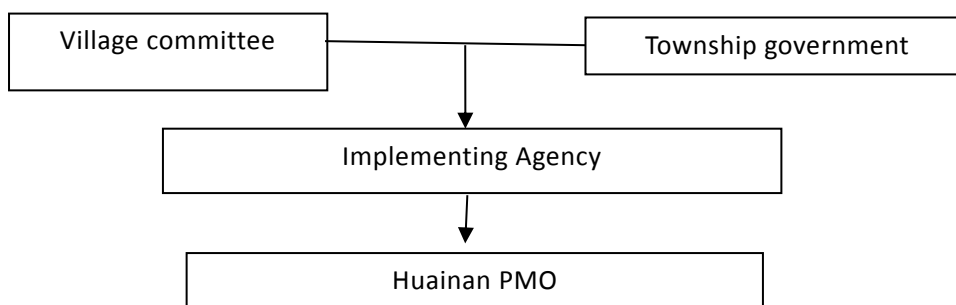 Village committee
Township government
Implementing Agency
Huainan PMO